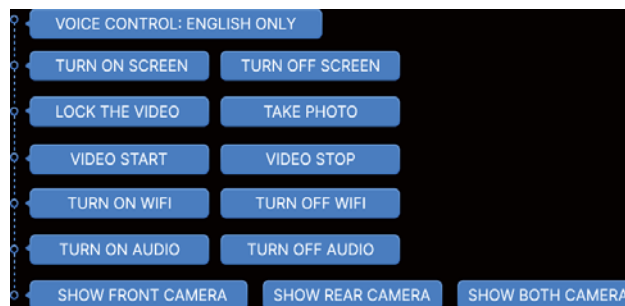 VOICE CONTROL: ENGLISH ONLY
TURN ON SCREEN TURN OFF SCREEN
LOCK THE VIDEO TAKE PHOTO
VIDEO START VIDEO STOP
TURN ON WIFI TURN OFF WIFI
TURN ON AUDIO TURN OFF AUDIO
SHOW FRONT CAMERA SHOW REAR CAMERA SHOW BOTH CAMERA